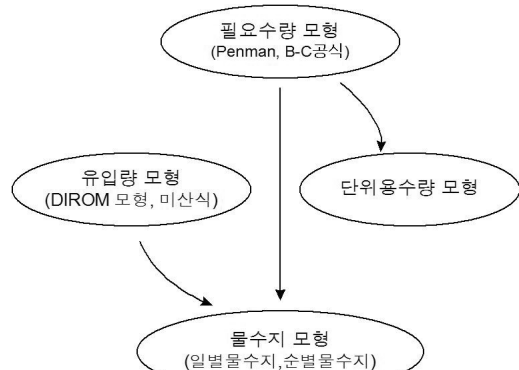 필요수량 모형
(Penman, B-C공식)
유입량 모형
(DIROM 모형, 미산식)
단위용수량 모형
물수지 모형
(일별물수지,순별물수지)